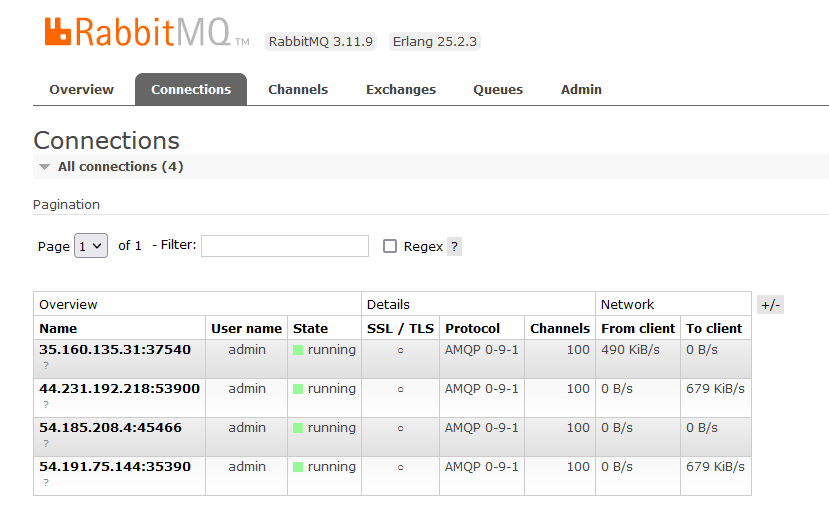 RabbitMQ TM RabbitMQ 3.11.9 Erlang 25.2.3
Overview Connections Channels Exchanges Queues Admin
Connections
All connections (4)
Pagination
Page 1 of 1 - Filter: Regex ?
Overview Details Network +/-
Name User name State SSL / TLS Protocol Channels From client To client
35.160.135.31:37540 admin running ○ AMQP 0-9-1 100 490 KiB/s 0 B/s
?
44.231.192.218:53900 admin running ○ AMQP 0-9-1 100 0 B/s 679 KiB/s
?
54.185.208.4:45466 admin running ○ AMQP 0-9-1 100 0 B/s 0 B/s
?
54.191.75.144:35390 admin running ○ AMQP 0-9-1 100 0 B/s 679 KiB/s
?